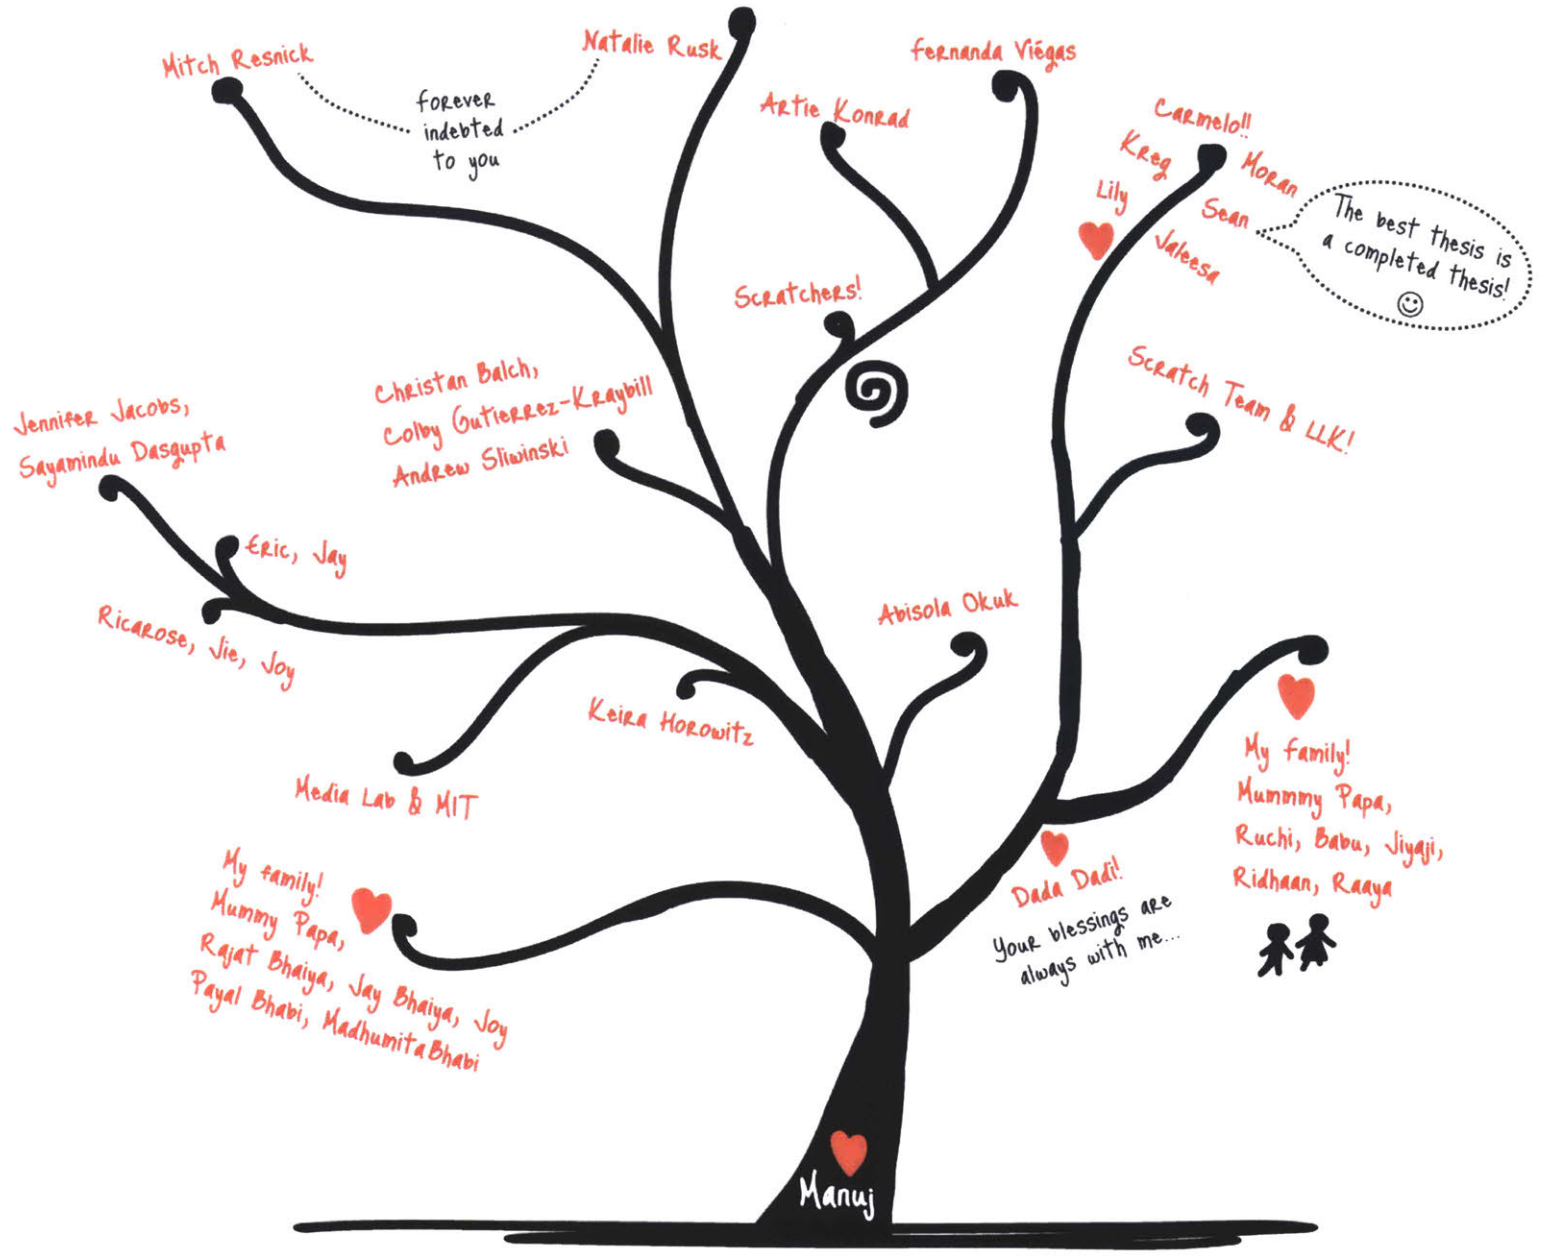 Mitch Resnick
Natalie Rusk
forever
indebted
to you
Fernanda Viégas
Artie Konrad
Carmelo!!
Kreg
Moran
Lily
Sean
Jaleesa
The best thesis is
a completed thesis!
Scratchers!
Scratch Team & LLK!
Christan Balch,
Colby Gutierrez-Kraybill
Andrew Sliwinski
Jennifer Jacobs,
Sayamindu Dasgupta
Eric, Jay
Ricarose, Jie, Joy
Abisola Okuk
Keira Horowitz
Media Lab & MIT
My family!
Mummy Papa,
Rajat Bhaiya, Jay Bhaiya, Joy
Payal Bhabi, Madhumita Bhabi
Dada Dadi!
Your blessings are
always with me...
My family!
Mummmy Papa,
Ruchi, Babu, Jiyaji,
Ridhaan, Raaya
Manuj